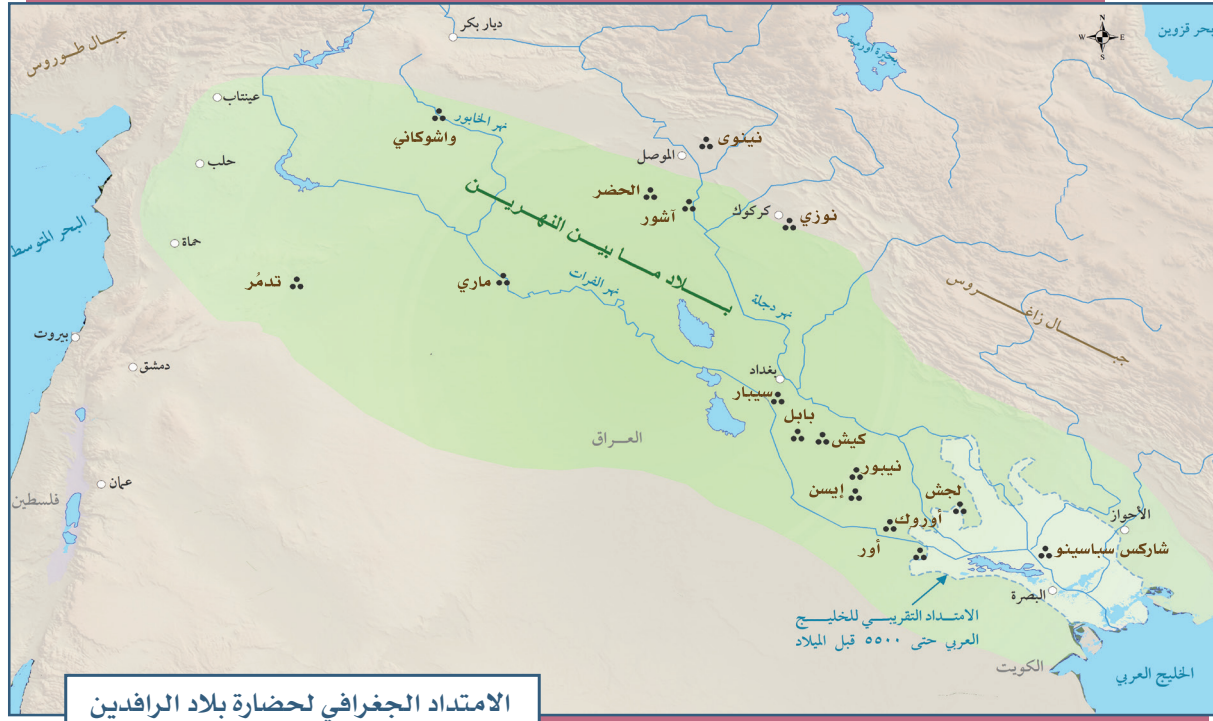 ديار بكر
N
W E
S
بحر قزوين
جبال طوروس
بحيرة أورمية
عينتاب
نهر الخابور
واشوكاني
نينوى
الموصل
حلب
الحضر
آشور
كركوك
نوزي
البحر المتوسط
حماة
بلاد ما بين النهرين
تدمُر
ماري
نهر الفرات
نهر دجلة
جبال زاغروس
بيروت
دمشق
بغداد
سيبار
بابل
كيش
العراق
نيبور
إيسن
لجش
عمان
فلسطين
أوروك
الأحواز
أور
شاركس سباسينو
البصرة
الامتداد التقريبي للخليج
العربي حتى ٥٥٠٠ قبل الميلاد
الكويت
الخليج العربي
الامتداد الجغرافي لحضارة بلاد الرافدين